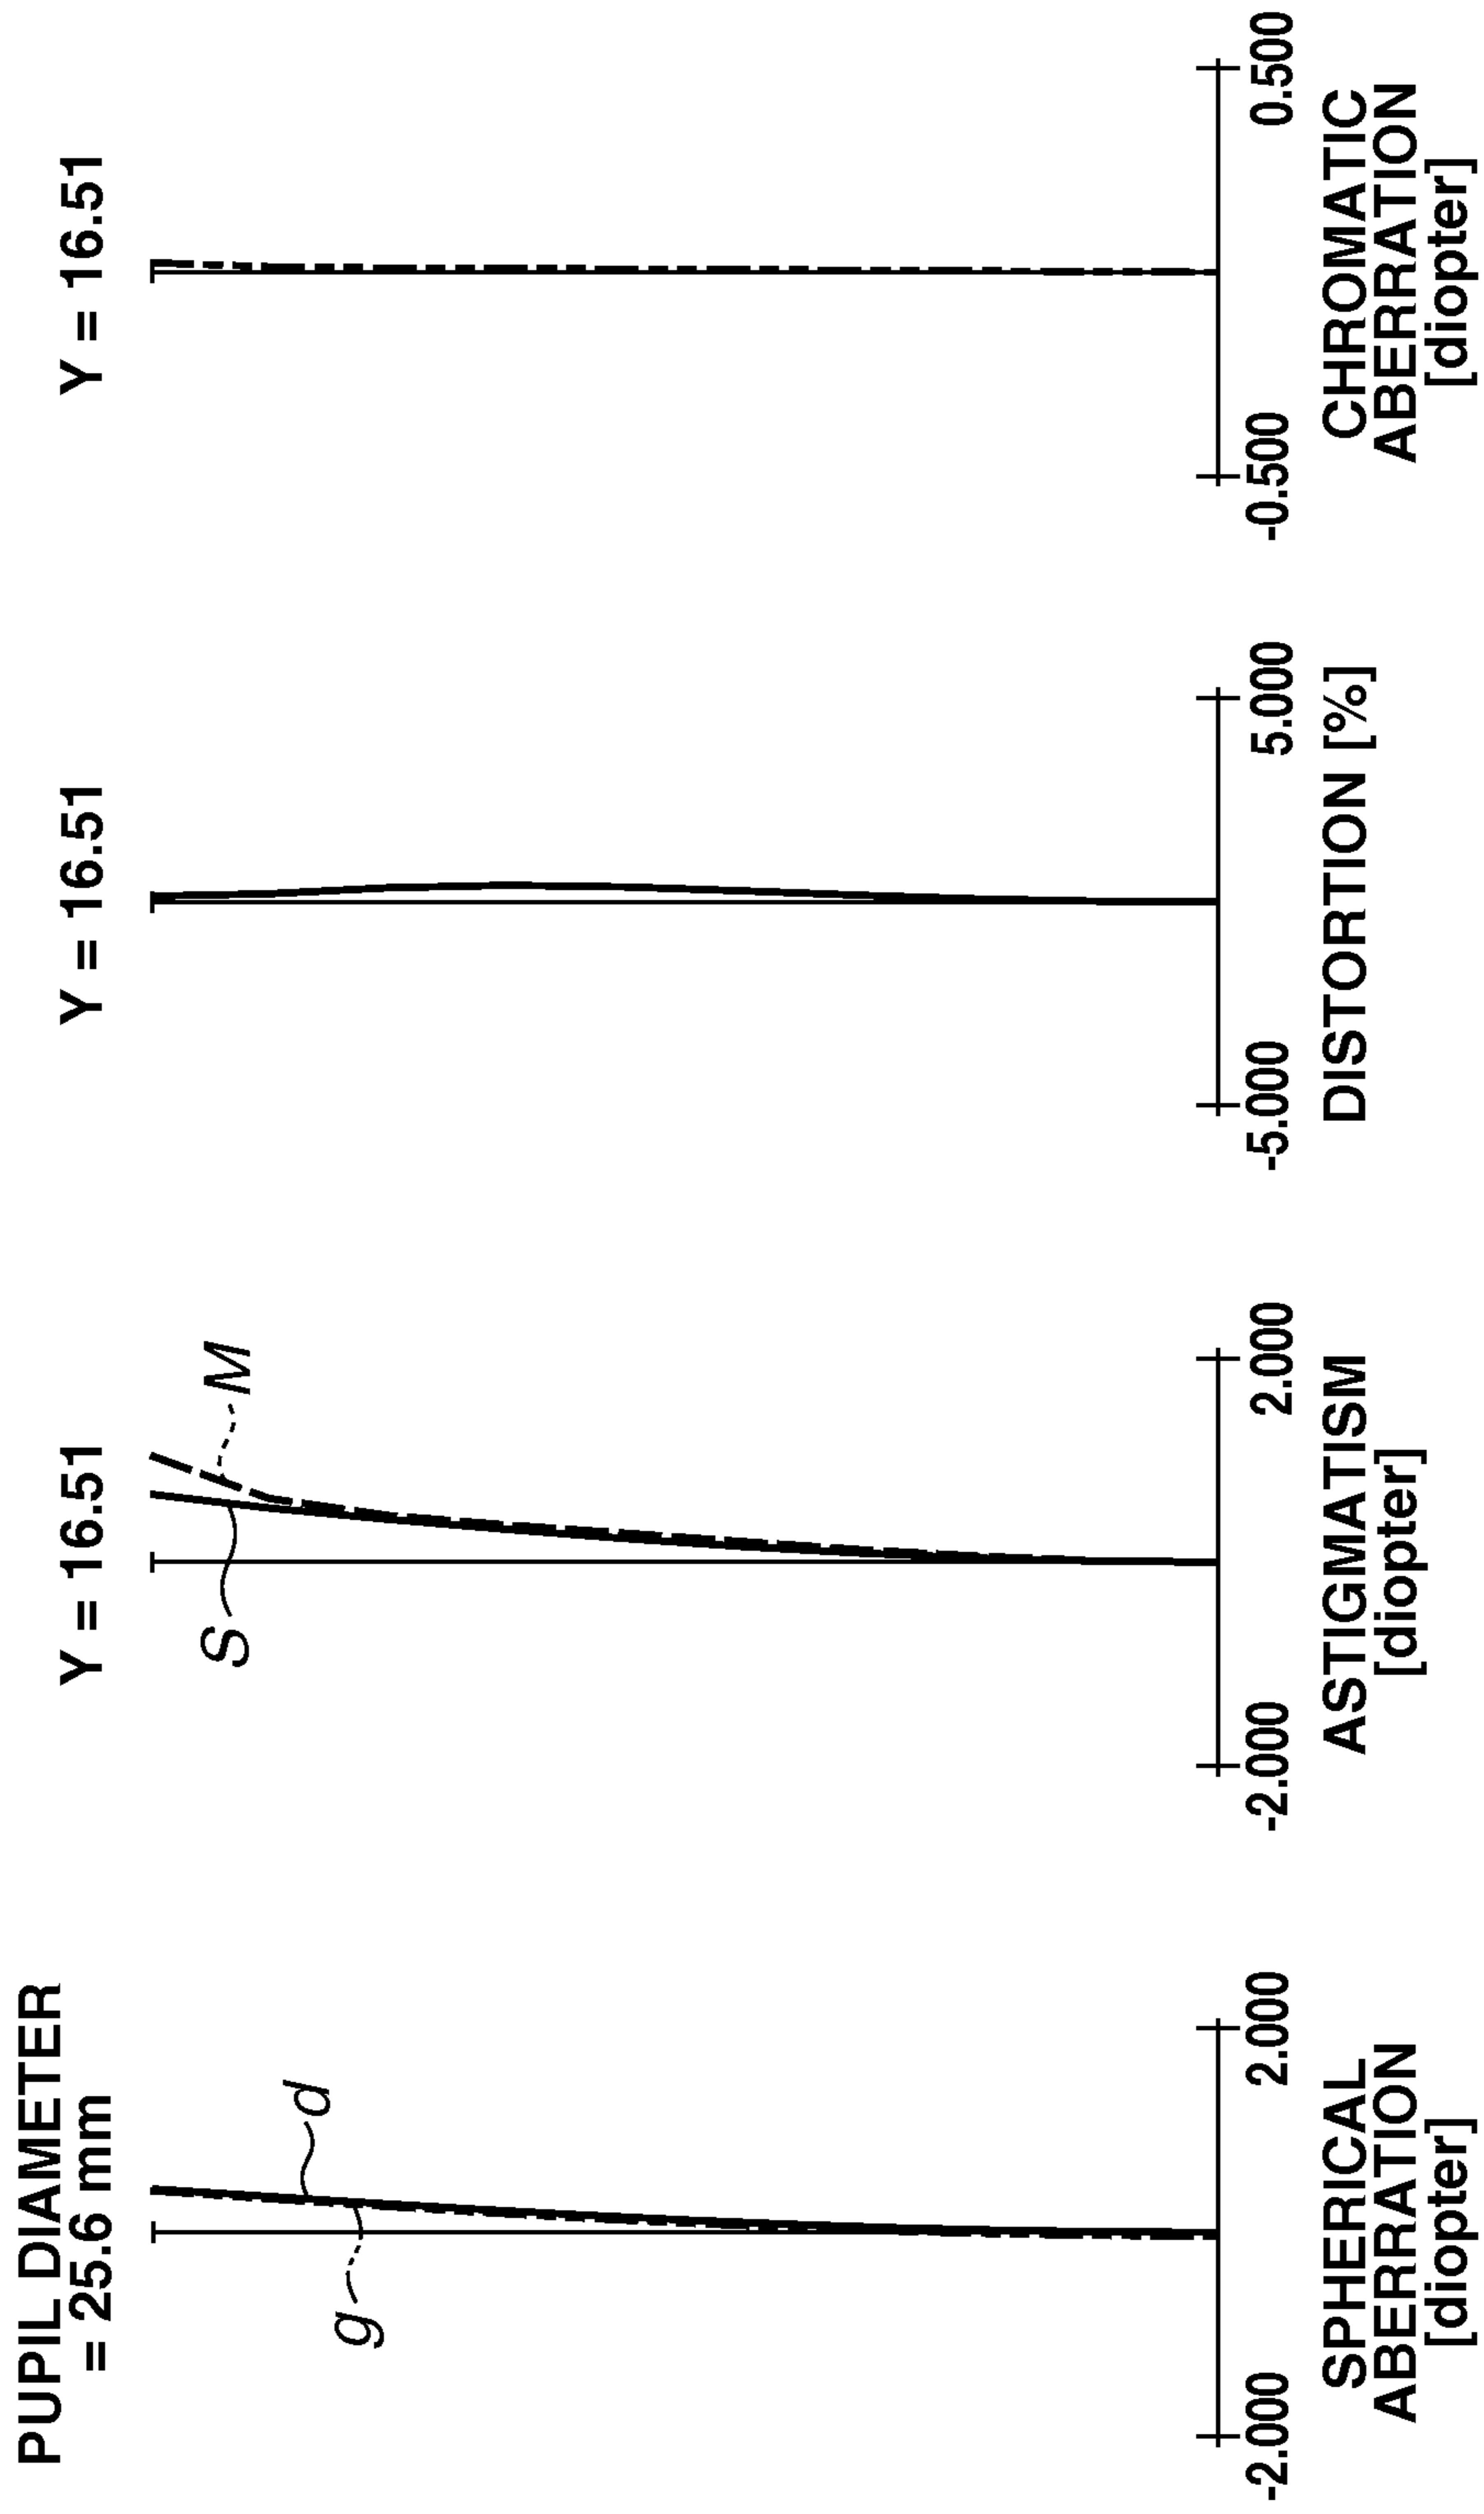 PUPIL DIAMETER
= 25.6 mm
g
d
-2.000
2.000
SPHERICAL
ABERRATION
[diopter]
Y = 16.51
S
M
-2.000
2.000
ASTIGMATISM
[diopter]
Y = 16.51
-5.000
5.000
DISTORTION [%]
Y = 16.51
-0.500
0.500
CHROMATIC
ABERRATION
[diopter]